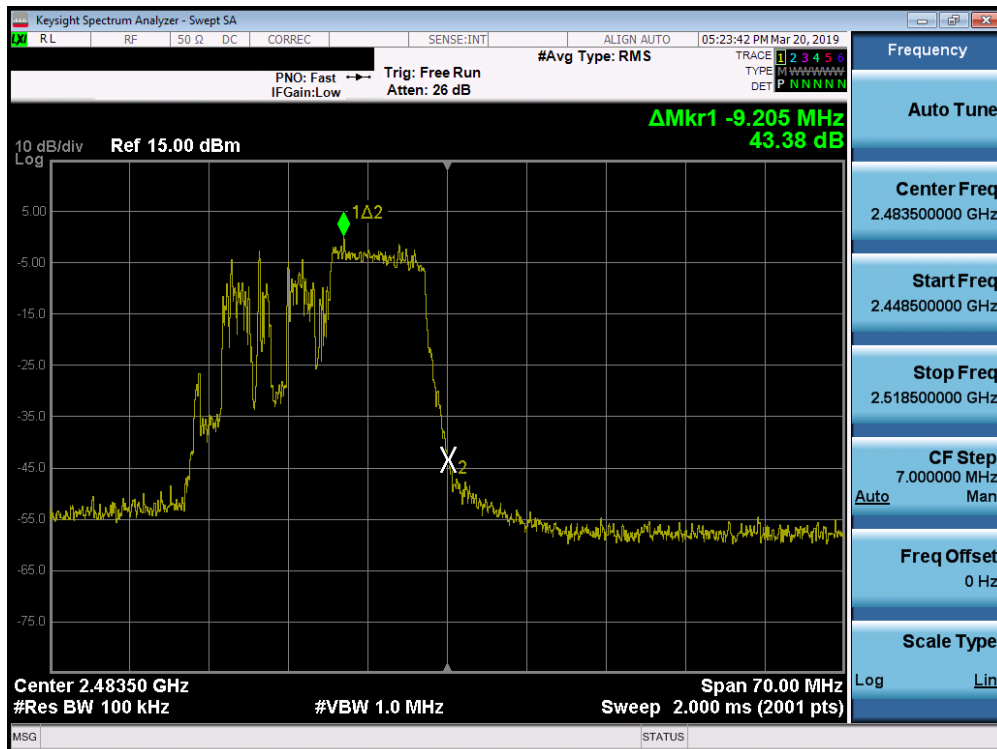 Keysight Spectrum Analyzer - Swept SA
LXI RL RF 50 Ω DC CORREC SENSE:INT ALIGN AUTO 05:23:42 PM Mar 20, 2019
Frequency
#Avg Type: RMS
TRACE 1 2 3 4 5 6
PNO: Fast Trig: Free Run
TYPE M WWWWW
IFGain:Low Atten: 26 dB
DET P N N N N N
Auto Tune
ΔMkr1 -9.205 MHz
43.38 dB
10 dB/div Ref 15.00 dBm
Log
Center Freq
2.483500000 GHz
5.00
1Δ2
-5.00
Start Freq
2.448500000 GHz
-15.0
-25.0
Stop Freq
2.518500000 GHz
-35.0
-45.0
2
CF Step
7.000000 MHz
Auto Man
-55.0
Freq Offset
0 Hz
-65.0
-75.0
Scale Type
Log Lin
Center 2.48350 GHz Span 70.00 MHz
#Res BW 100 kHz #VBW 1.0 MHz Sweep 2.000 ms (2001 pts)
MSG STATUS